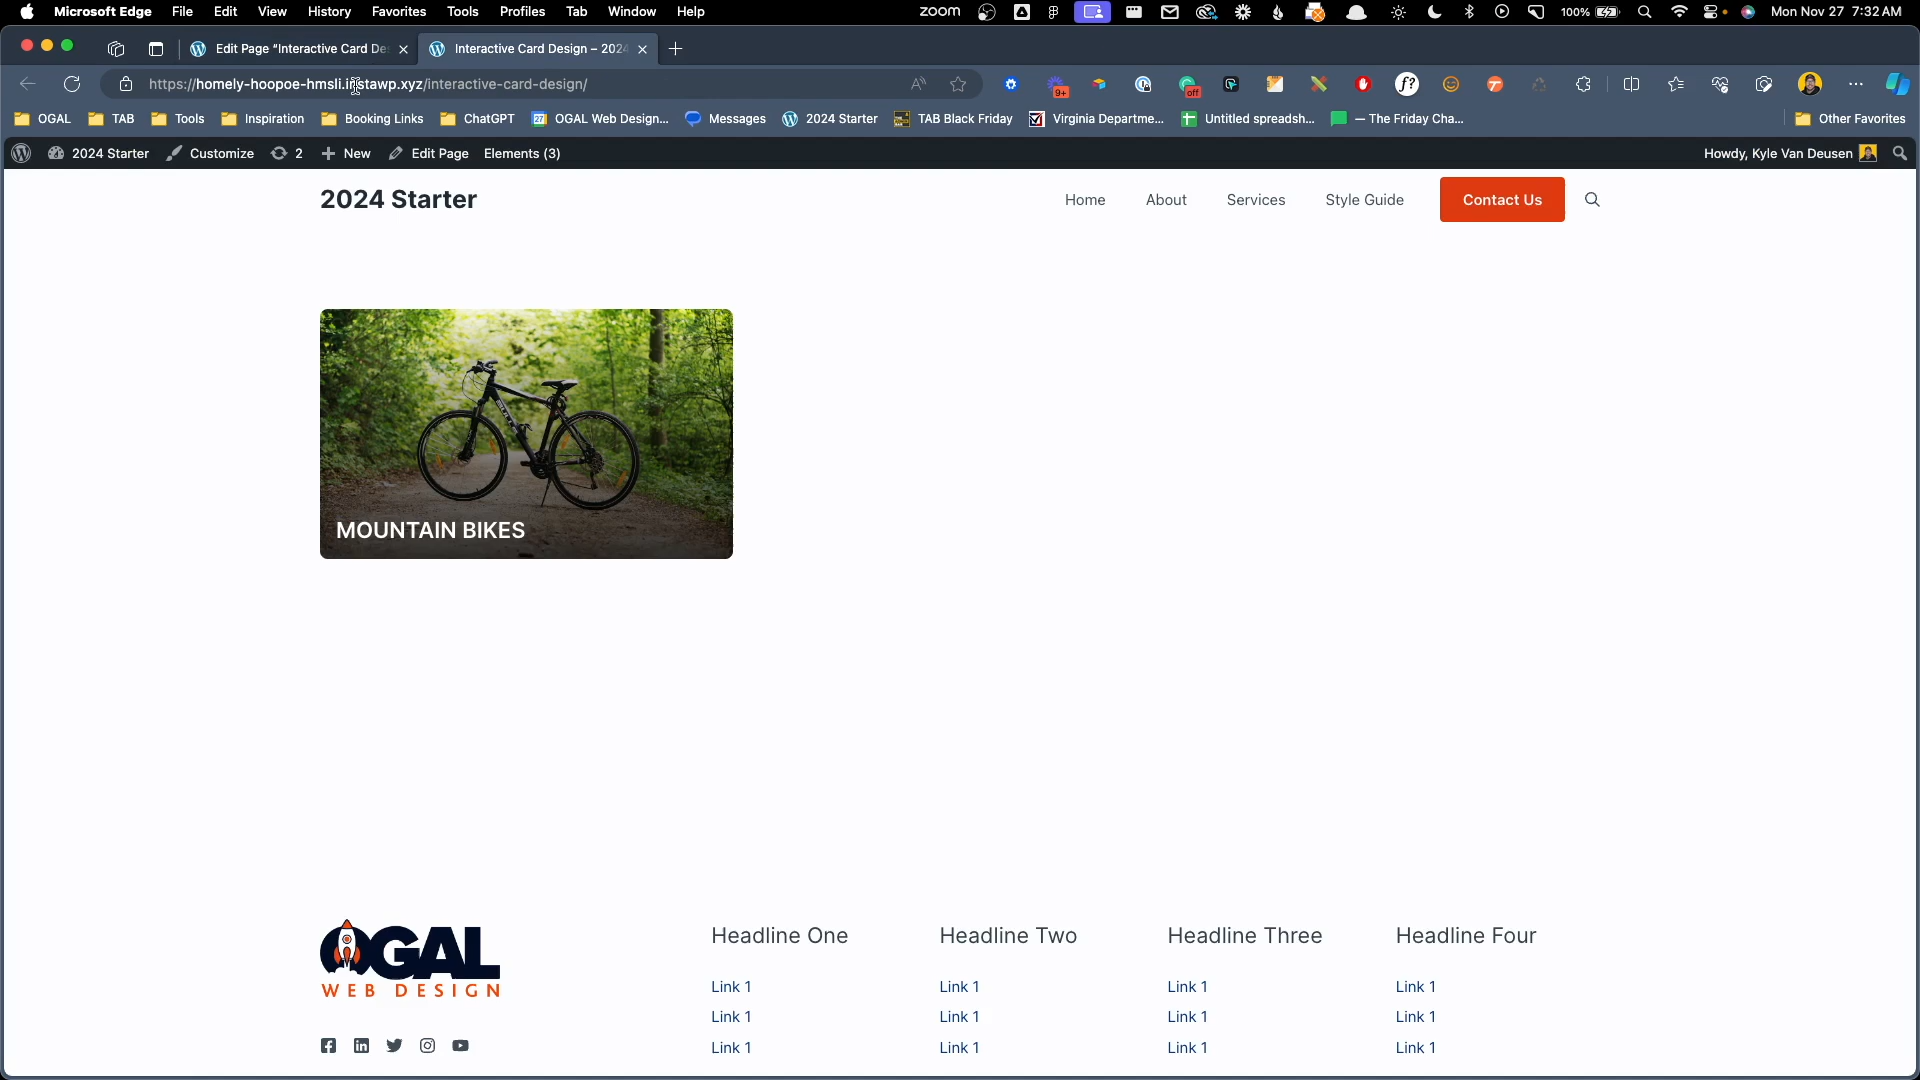 Microsoft Edge File Edit View History Favorites Tools Profiles Tab Window Help zoom 100% Mon Nov 27 7:32 AM
Edit Page "Interactive Card De Interactive Card Design – 2024
https://homely-hoopoe-hmsli.instawp.xyz/interactive-card-design/ 9+ off f?
OGAL TAB Tools Inspiration Booking Links ChatGPT 27 OGAL Web Design... Messages 2024 Starter TAB Black Friday Virginia Departme... Untitled spreadsh... — The Friday Cha... Other Favorites
2024 Starter Customize 2 New Edit Page Elements (3) Howdy, Kyle Van Deusen
2024 Starter Home About Services Style Guide Contact Us
MOUNTAIN BIKES
OGAL
WEB DESIGN
Headline One Headline Two Headline Three Headline Four
Link 1 Link 1 Link 1 Link 1
Link 1 Link 1 Link 1 Link 1
Link 1 Link 1 Link 1 Link 1